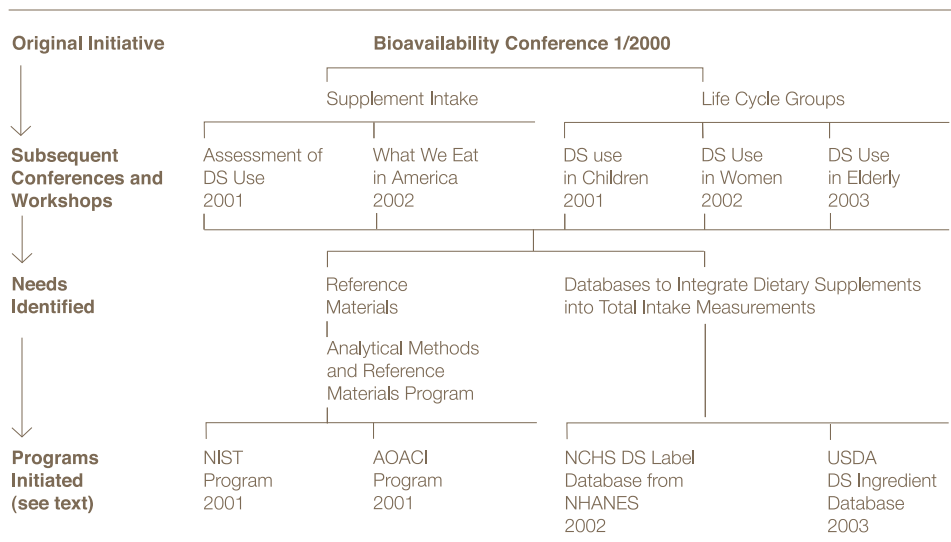 Original Initiative
Bioavailability Conference 1/2000
Supplement Intake
Life Cycle Groups
Subsequent
Conferences and
Workshops
Assessment of
DS Use
2001
What We Eat
in America
2002
DS use
in Children
2001
DS Use
in Women
2002
DS Use
in Elderly
2003
Needs
Identified
Reference
Materials
Databases to Integrate Dietary Supplements
into Total Intake Measurements
Analytical Methods
and Reference
Materials Program
Programs
Initiated
(see text)
NIST
Program
2001
AOACI
Program
2001
NCHS DS Label
Database from
NHANES
2002
USDA
DS Ingredient
Database
2003